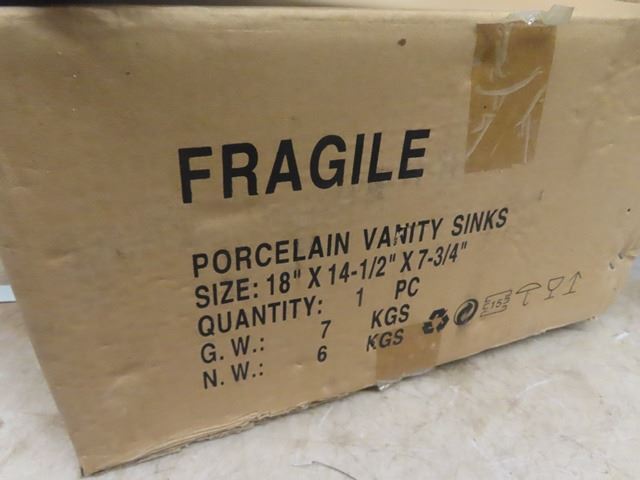 FRAGILE
PORCELAIN VANITY SINKS
SIZE: 18" X 14-1/2" X 7-3/4"
QUANTITY: 1 PC
G. W.: 7 KGS
N. W.: 6 KGS